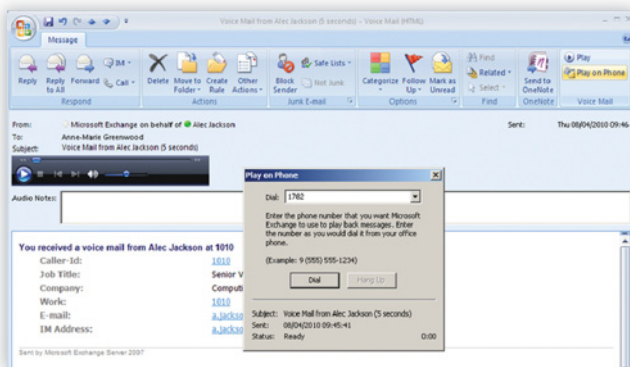 Voice Mail from Alec Jackson (5 seconds) - Voice Mail (HTML)
Message
Reply
Reply to All
Forward
IM
Call
Respond
Delete
Move to Folder
Create Rule
Other Actions
Actions
Block Sender
Safe Lists
Not Junk
Junk E-mail
Categorize
Follow Up
Mark as Unread
Options
Find
Related
Select
Find
Send to OneNote
OneNote
Play
Play on Phone
Voice Mail
From: Microsoft Exchange on behalf of Alec Jackson
Sent: Thu 08/04/2010 09:46
To: Anne-Marie Greenwood
Subject: Voice Mail from Alec Jackson (5 seconds)
Audio Notes:
You received a voice mail from Alec Jackson at 1010
Caller-Id: 1010
Job Title: Senior V
Company: Computi
Work: 1010
E-mail: a.jackso
IM Address: a.jackso
Sent by Microsoft Exchange Server 2007
Play on Phone
Dial: 1702
Enter the phone number that you want Microsoft
Exchange to use to play back messages. Enter
the number as you would dial it from your office
phone.
(Example: 9 (555) 555-1234)
Dial
Hang Up
Subject: Voice Mail from Alec Jackson (5 seconds)
Sent: 08/04/2010 09:45:41
Status: Ready 0:00